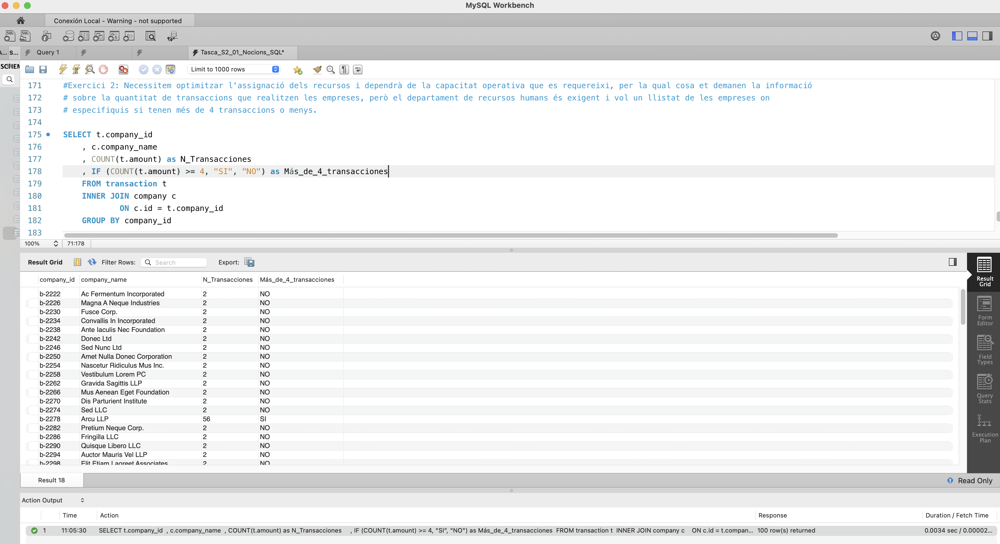 MySQL Workbench
Conexión Local - Warning - not supported
A... S... Query 1 Tasca_S2_01_Nocions_SQL*
SCHEM
Limit to 1000 rows
171 #Exercici 2: Necessitem optimitzar l'assignació dels recursos i dependrà de la capacitat operativa que es requereixi, per la qual cosa et demanen la informació
172 # sobre la quantitat de transaccions que realitzen les empreses, però el departament de recursos humans és exigent i vol un llistat de les empreses on
173 # especifiquis si tenen més de 4 transaccions o menys.
174
175 SELECT t.company_id
176 , c.company_name
177 , COUNT(t.amount) as N_Transacciones
178 , IF (COUNT(t.amount) >= 4, "SI", "NO") as Más_de_4_transacciones
179 FROM transaction t
180 INNER JOIN company c
181 ON c.id = t.company_id
182 GROUP BY company_id
183
100% 71:178
Result Grid Filter Rows: Search Export:
company_id company_name N_Transacciones Más_de_4_transacciones
b-2222 Ac Fermentum Incorporated 2 NO
b-2226 Magna A Neque Industries 2 NO
b-2230 Fusce Corp. 2 NO
b-2234 Convallis In Incorporated 2 NO
b-2238 Ante Iaculis Nec Foundation 2 NO
b-2242 Donec Ltd 2 NO
b-2246 Sed Nunc Ltd 2 NO
b-2250 Amet Nulla Donec Corporation 2 NO
b-2254 Nascetur Ridiculus Mus Inc. 2 NO
b-2258 Vestibulum Lorem PC 2 NO
b-2262 Gravida Sagittis LLP 2 NO
b-2266 Mus Aenean Eget Foundation 2 NO
b-2270 Dis Parturient Institute 2 NO
b-2274 Sed LLC 2 NO
b-2278 Arcu LLP 56 SI
b-2282 Pretium Neque Corp. 2 NO
b-2286 Fringilla LLC 2 NO
b-2290 Quisque Libero LLC 2 NO
b-2294 Auctor Mauris Vel LLP 2 NO
b-2298 Elit Etiam Laoreet Associates 2 NO
Result
Grid
Form
Editor
Field
Types
Query
Stats
Execution
Plan
Result 18 Read Only
Action Output
Time Action Response Duration / Fetch Time
1 11:05:30 SELECT t.company_id , c.company_name , COUNT(t.amount) as N_Transacciones , IF (COUNT(t.amount) >= 4, "SI", "NO") as Más_de_4_transacciones FROM transaction t INNER JOIN company c ON c.id = t.compan... 100 row(s) returned 0.0034 sec / 0.00002...